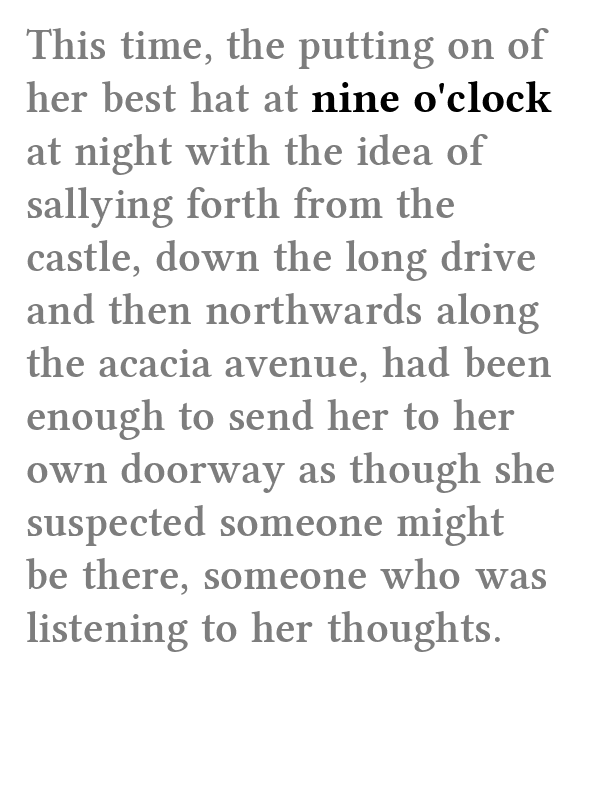 This time, the putting on of
her best hat at nine o'clock
at night with the idea of
sallying forth from the
castle, down the long drive
and then northwards along
the acacia avenue, had been
enough to send her to her
own doorway as though she
suspected someone might
be there, someone who was
listening to her thoughts.